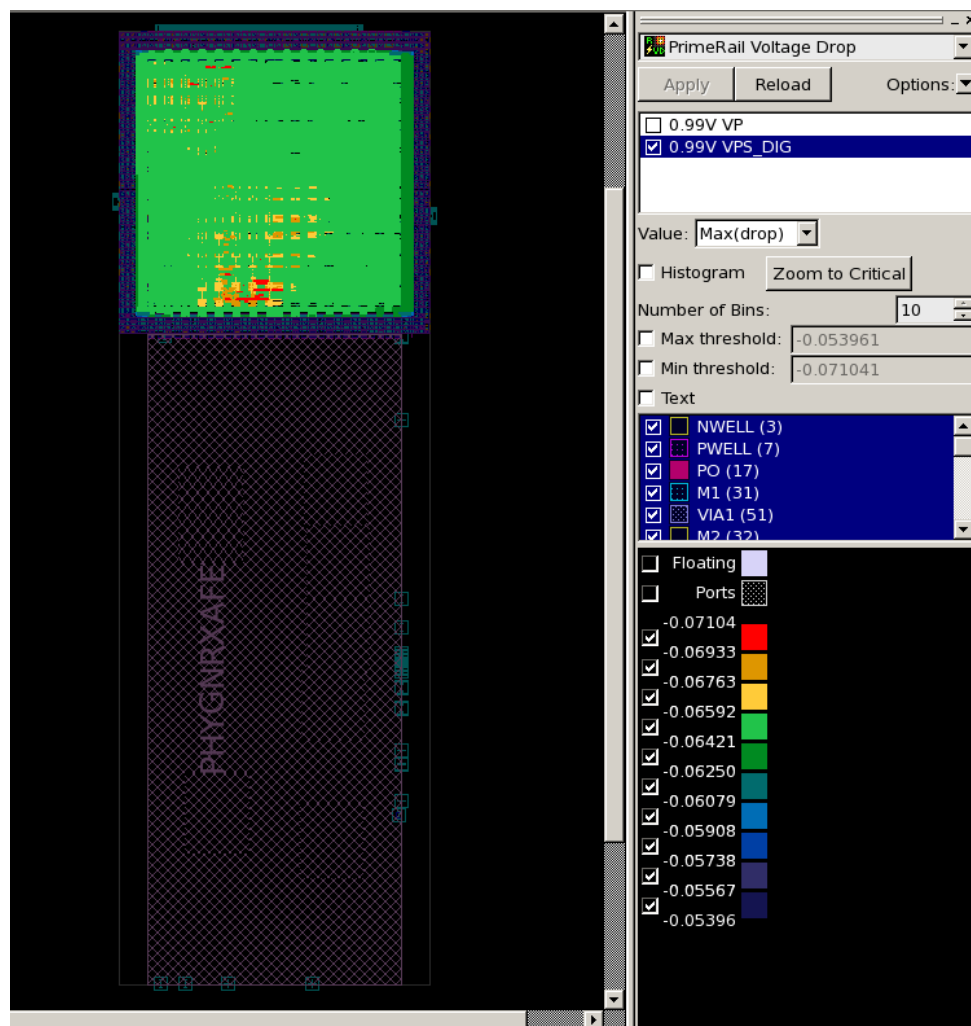 PrimeRail Voltage Drop
Apply Reload Options:
0.99V VP
0.99V VPS_DIG
Value: Max(drop)
Histogram Zoom to Critical
Number of Bins: 10
Max threshold: -0.053961
Min threshold: -0.071041
Text
NWELL (3)
PWELL (7)
PO (17)
M1 (31)
VIA1 (51)
M2 (32)
Floating
Ports
-0.07104
-0.06933
-0.06763
-0.06592
-0.06421
-0.06250
-0.06079
-0.05908
-0.05738
-0.05567
-0.05396
PHYGNRXAFE